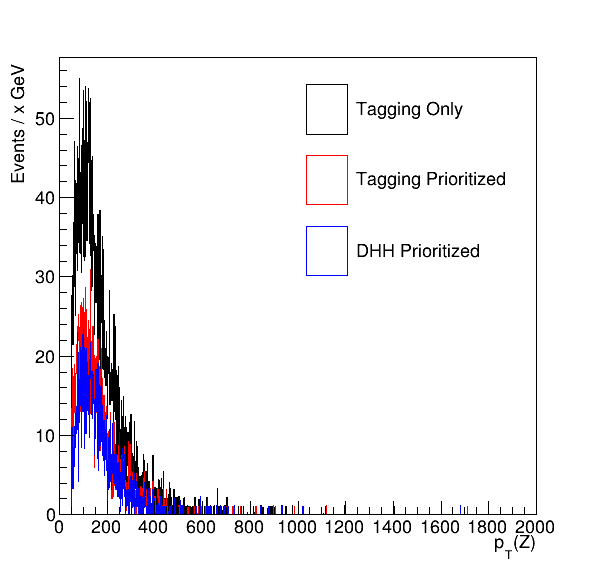 Events / x GeV
50
40
30
20
10
0
Tagging Only
Tagging Prioritized
DHH Prioritized
0 200 400 600 800 1000 1200 1400 1600 1800 2000
p_T(Z)